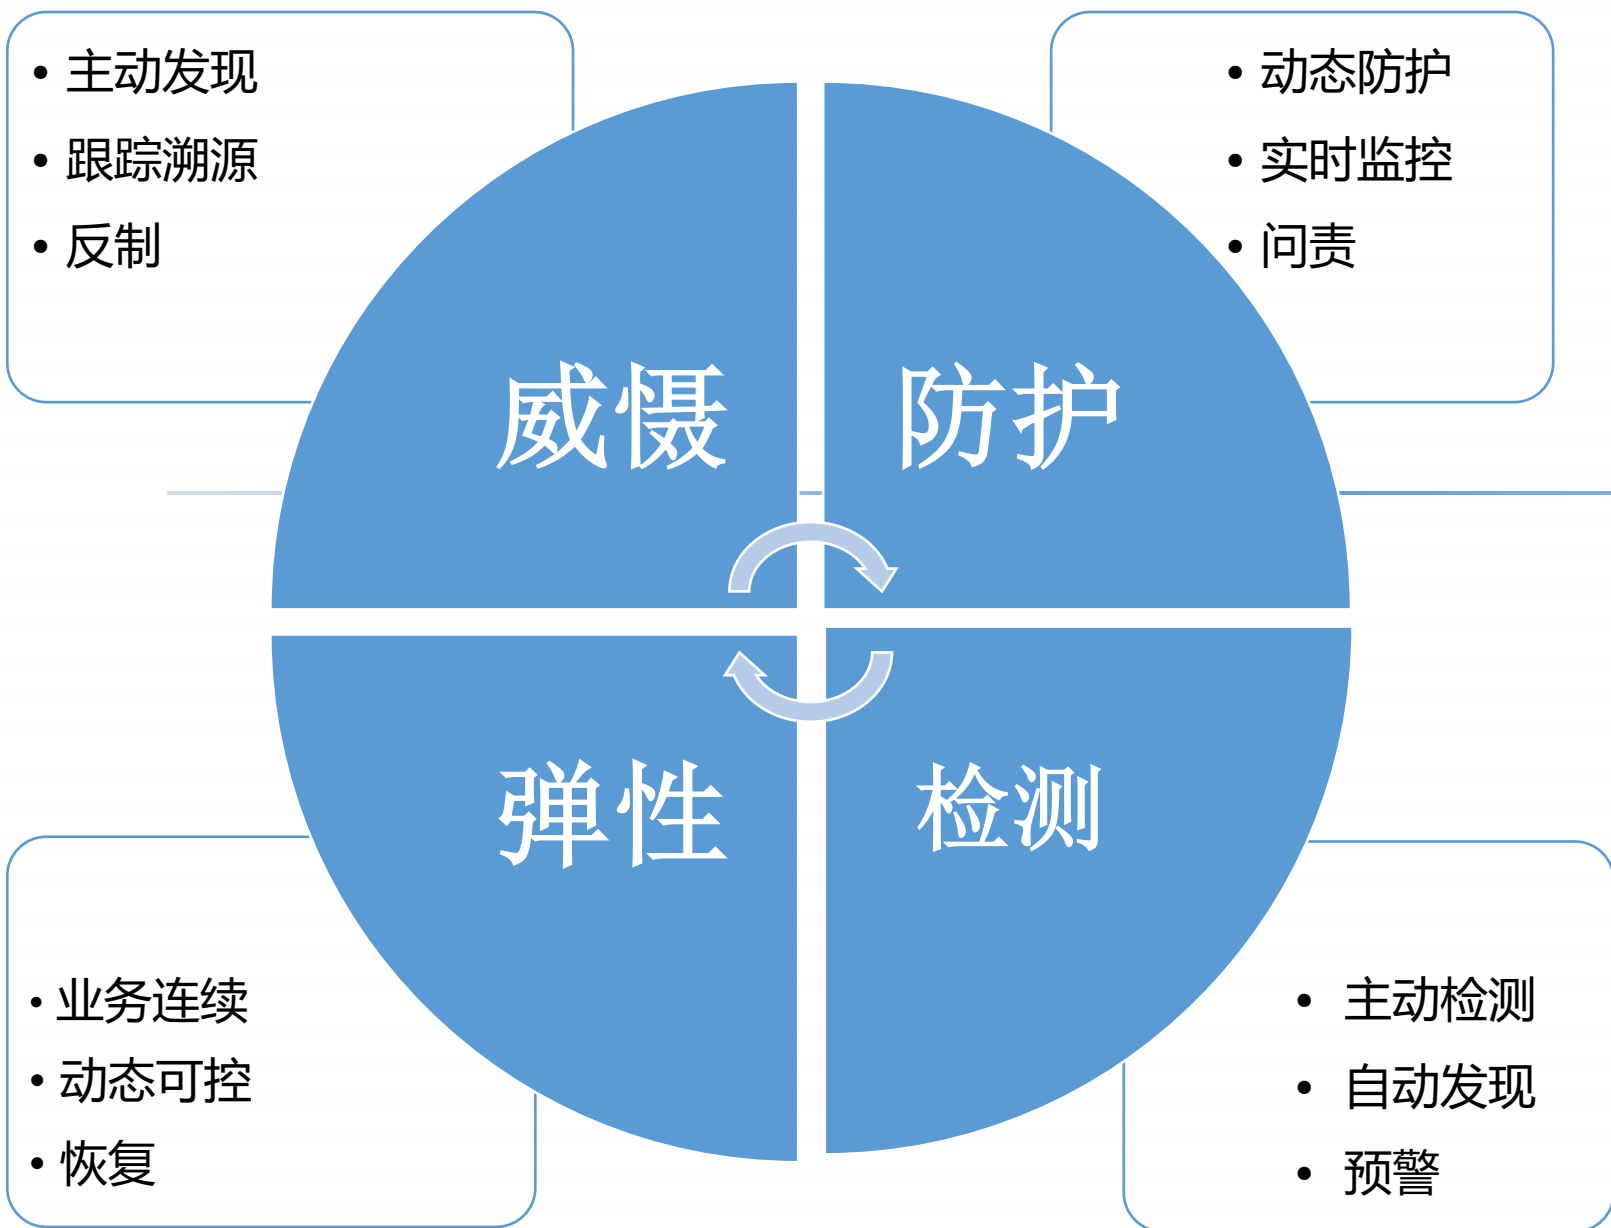 • 主动发现
• 跟踪溯源
• 反制
• 动态防护
• 实时监控
• 问责
威慑
防护
弹性
检测
• 业务连续
• 动态可控
• 恢复
• 主动检测
• 自动发现
• 预警